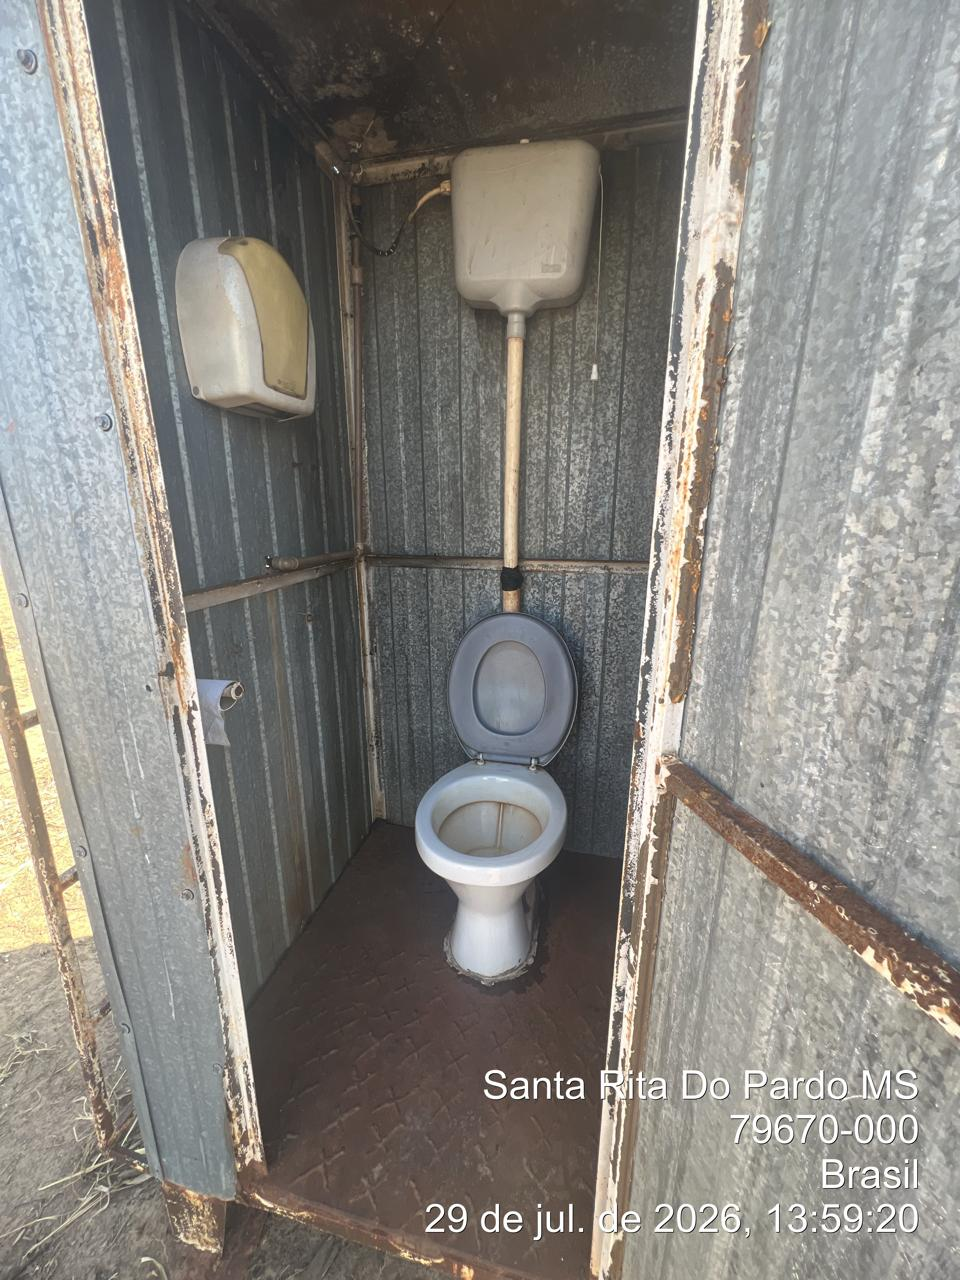 Santa Rita Do Pardo MS
79670-000
Brasil
29 de jul. de 2026, 13:59:20